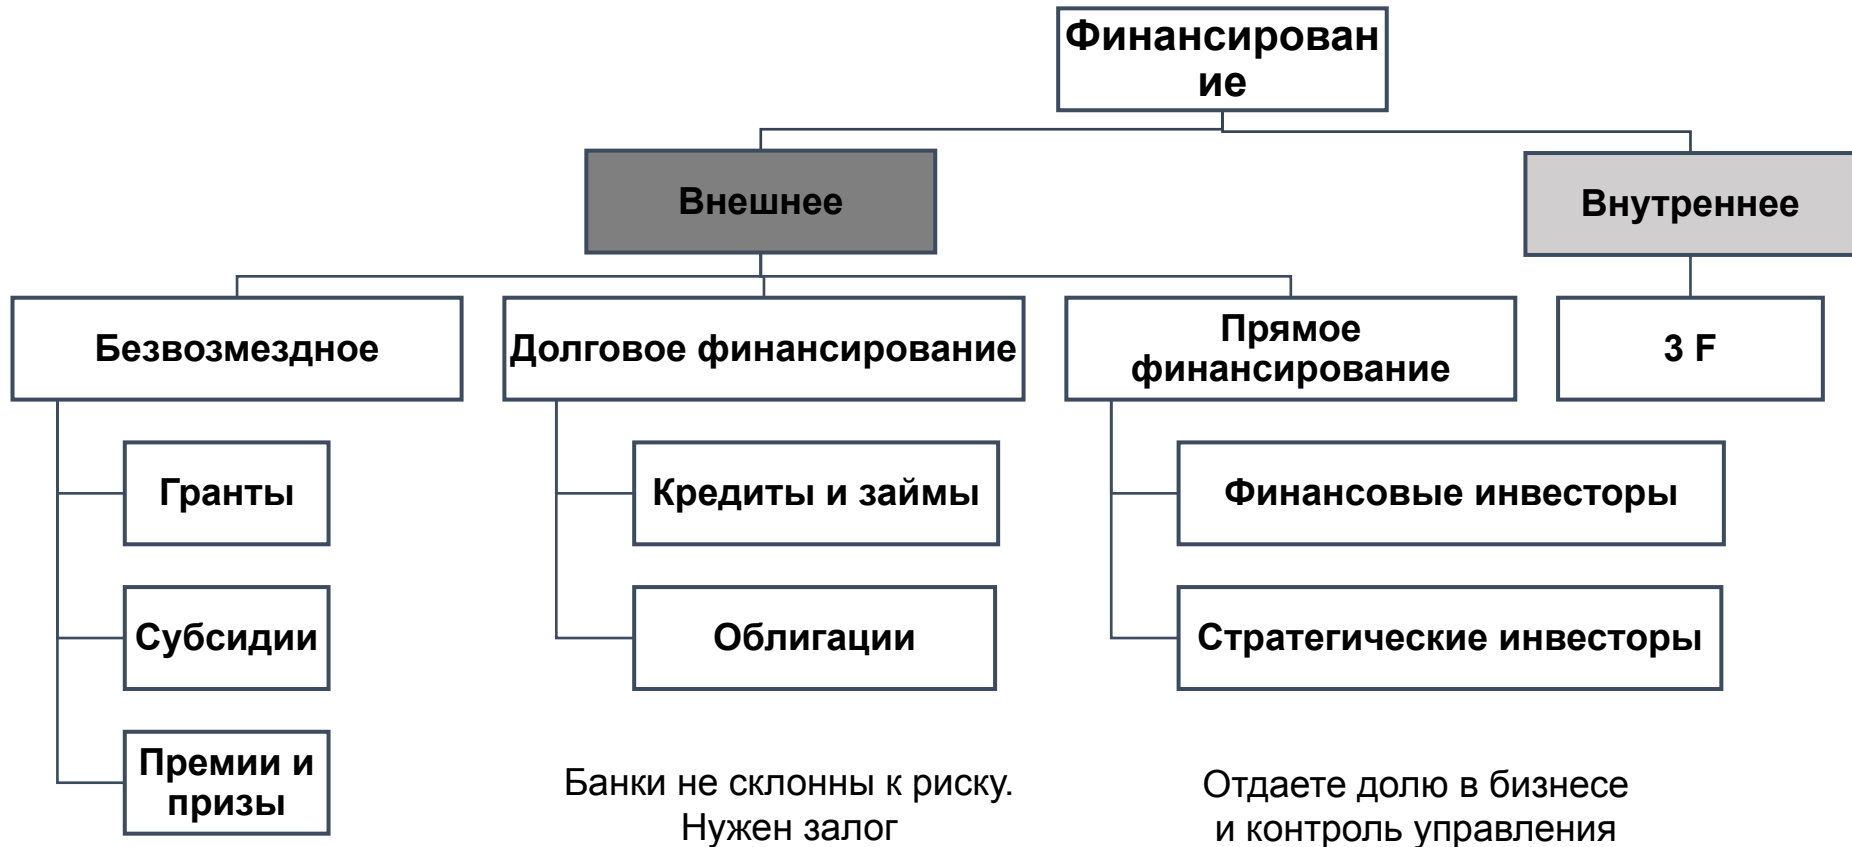 Финансирован
ие
Внешнее
Внутреннее
Безвозмездное
Долговое финансирование
Прямое
финансирование
3 F
Гранты
Кредиты и займы
Финансовые инвесторы
Субсидии
Облигации
Стратегические инвесторы
Премии и
призы
Банки не склонны к риску.
Нужен залог
Отдаете долю в бизнесе
и контроль управления